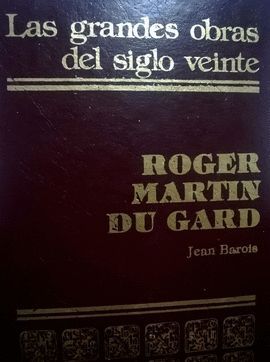 Las grandes obras
del siglo veinte
ROGER
MARTIN
DU GARD
Jean Barois